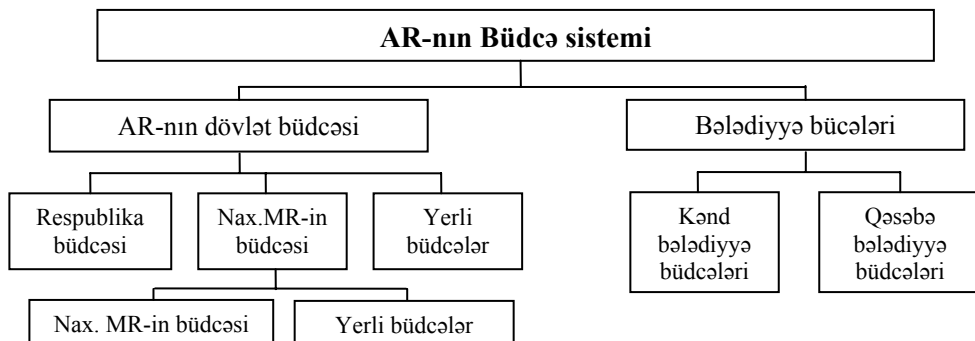 AR-nın Büdcə sistemi
AR-nın dövlət büdcəsi
Bələdiyyə bücələri
Respublika
büdcəsi
Nax.MR-in
büdcəsi
Yerli
büdcələr
Kənd
bələdiyyə
büdcələri
Qəsəbə
bələdiyyə
büdcələri
Nax. MR-in büdcəsi
Yerli büdcələr